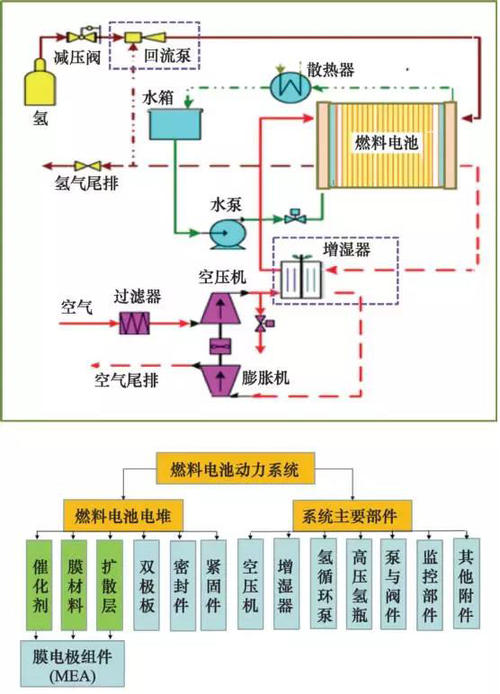 减压阀
回流泵
氢
水箱
散热器
燃料电池
氢气尾排
水泵
增湿器
空压机
空气
过滤器
空气尾排
膨胀机
燃料电池动力系统
燃料电池电堆
系统主要部件
催化剂
膜材料
扩散层
双极板
密封件
紧固件
空压机
增湿器
氢循环泵
高压氢瓶
泵与阀件
监控部件
其他附件
膜电极组件
(MEA)